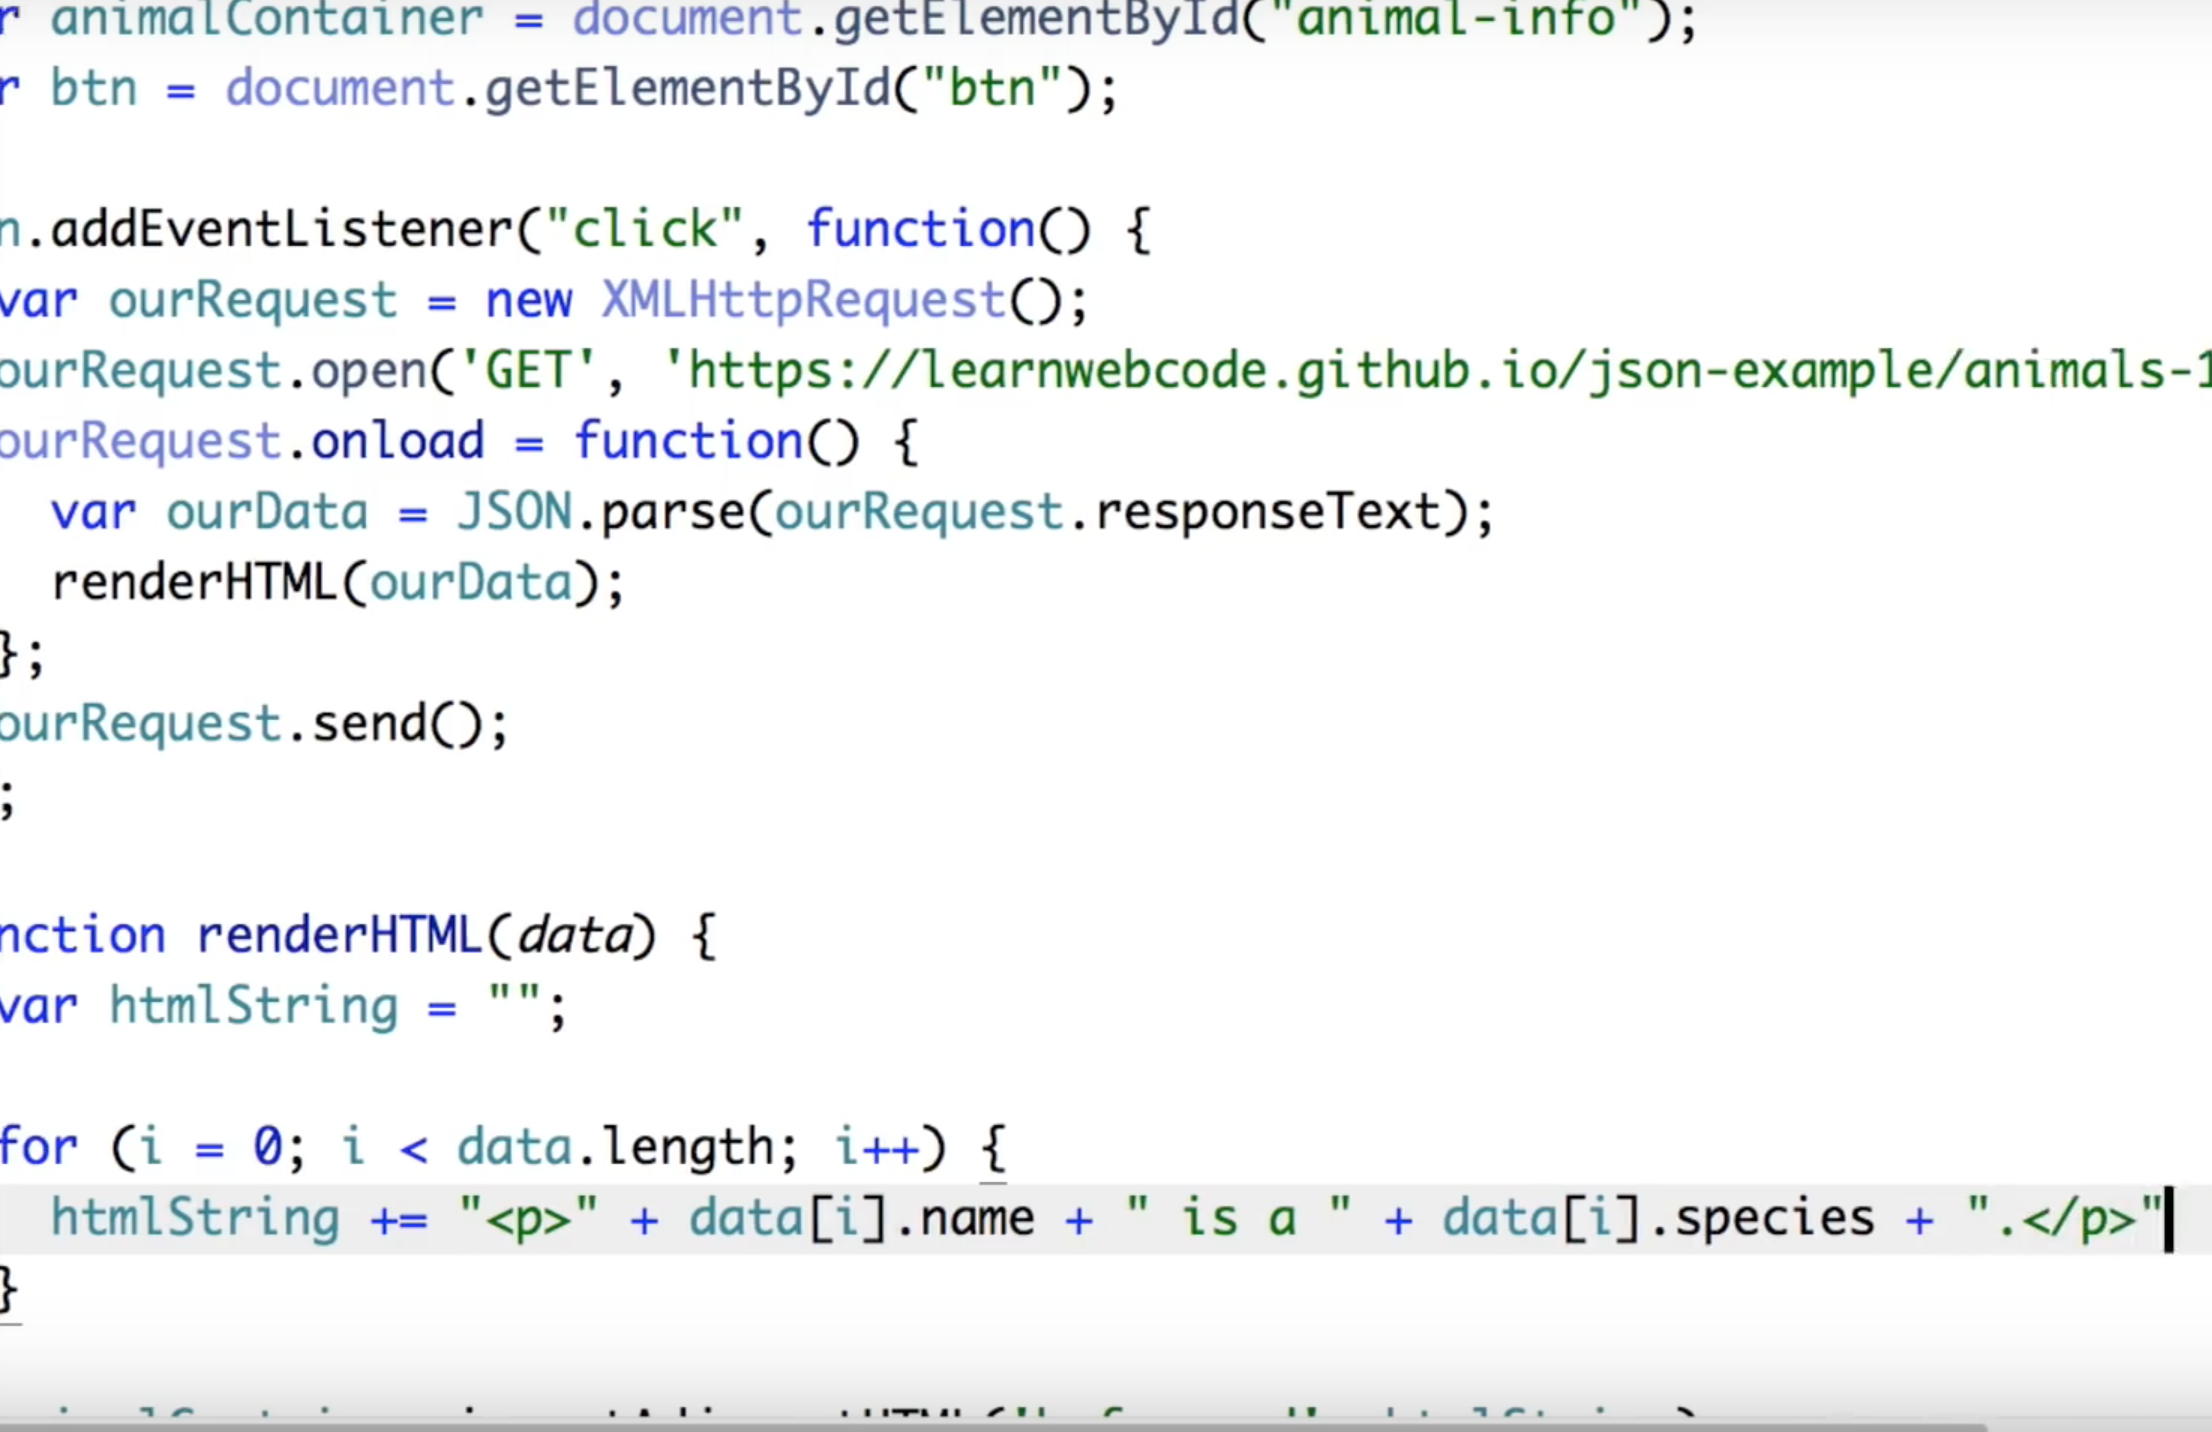 r animalContainer = document.getElementById("animal-info");
r btn = document.getElementById("btn");
n.addEventListener("click", function() {
var ourRequest = new XMLHttpRequest();
ourRequest.open('GET', 'https://learnwebcode.github.io/json-example/animals-1
ourRequest.onload = function() {
var ourData = JSON.parse(ourRequest.responseText);
renderHTML(ourData);
};
ourRequest.send();
;
nction renderHTML(data) {
var htmlString = "";
for (i = 0; i < data.length; i++) {
htmlString += "<p>" + data[i].name + " is a " + data[i].species + ".</p>"
}